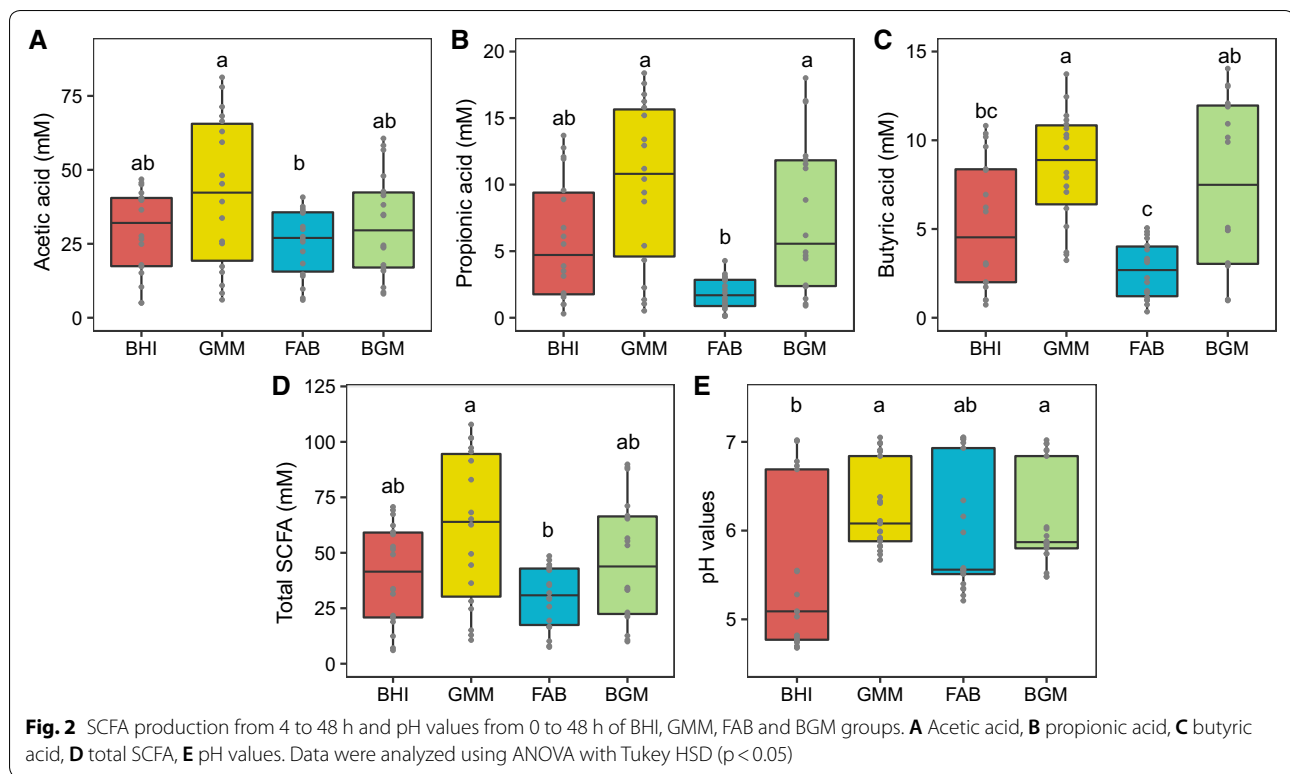 A
Acetic acid (mM)
75
50
25
0
ab
a
b
ab
BHI GMM FAB BGM
B
Propionic acid (mM)
20
15
10
5
0
ab
a
b
a
BHI GMM FAB BGM
C
Butyric acid (mM)
15
10
5
0
bc
a
c
ab
BHI GMM FAB BGM
D
Total SCFA (mM)
125
100
75
50
25
0
ab
a
b
ab
BHI GMM FAB BGM
E
pH values
7
6
5
b
a
ab
a
BHI GMM FAB BGM
Fig. 2 SCFA production from 4 to 48 h and pH values from 0 to 48 h of BHI, GMM, FAB and BGM groups. A Acetic acid, B propionic acid, C butyric
acid, D total SCFA, E pH values. Data were analyzed using ANOVA with Tukey HSD (p < 0.05)